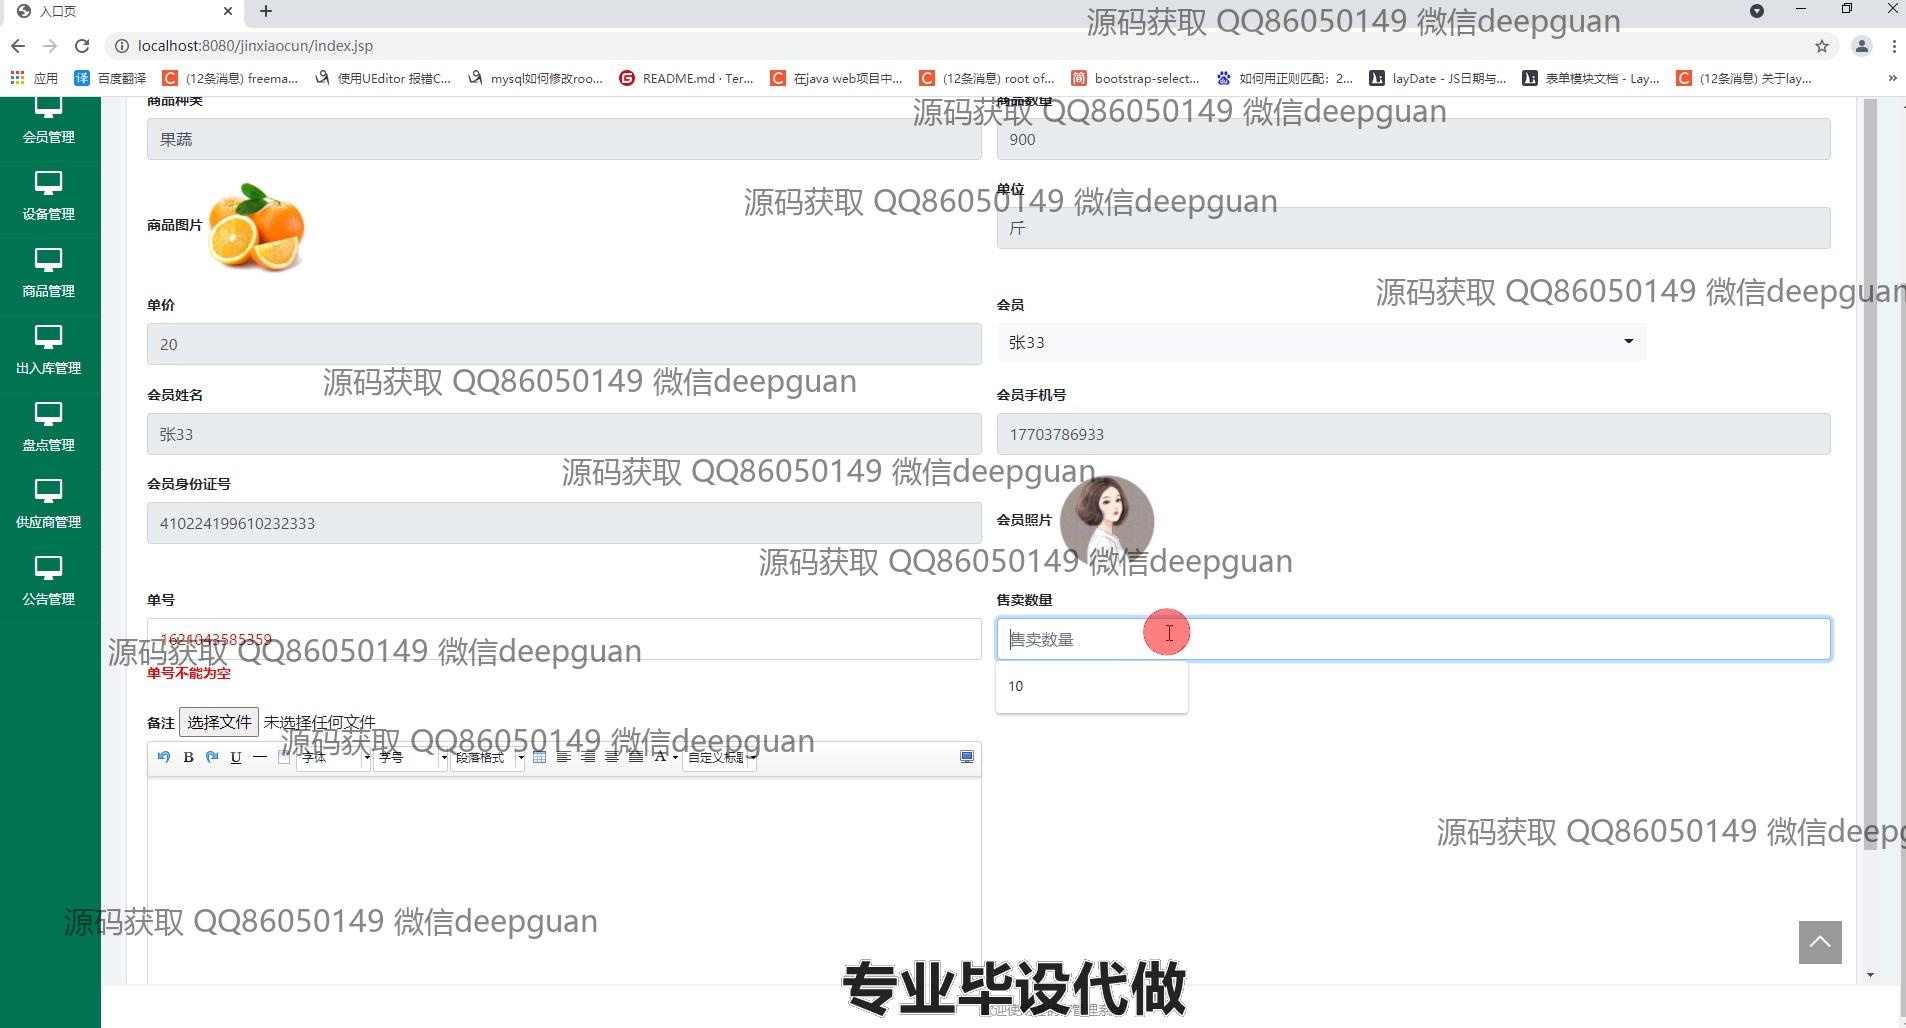 入口页
源码获取 QQ86050149 微信deepguan
localhost:8080/jinxiaocun/index.jsp
应用
百度翻译
(12条消息) freema...
使用UEditor 报错C...
mysql如何修改roo...
README.md · Ter...
在java web项目中...
(12条消息) root of...
bootstrap-select...
如何用正则匹配：2...
layDate - JS日期与...
表单模块文档 - Lay...
(12条消息) 关于lay...
»
商品种类
商品数量
源码获取 QQ86050149 微信deepguan
会员管理
果蔬
900
设备管理
单位
源码获取 QQ86050149 微信deepguan
商品图片
斤
商品管理
源码获取 QQ86050149 微信deepguan
单价
会员
20
张33
出入库管理
源码获取 QQ86050149 微信deepguan
会员姓名
会员手机号
张33
17703786933
盘点管理
源码获取 QQ86050149 微信deepguan
会员身份证号
会员照片
410224199610232333
供应商管理
源码获取 QQ86050149 微信deepguan
公告管理
单号
售卖数量
1621043585359
售卖数量
源码获取 QQ86050149 微信deepguan
单号不能为空
10
备注 选择文件 未选择任何文件
源码获取 QQ86050149 微信deepguan
B U 字体 字号 段落格式 A 自定义标题
源码获取 QQ86050149 微信deepg
源码获取 QQ86050149 微信deepguan
专业毕设代做